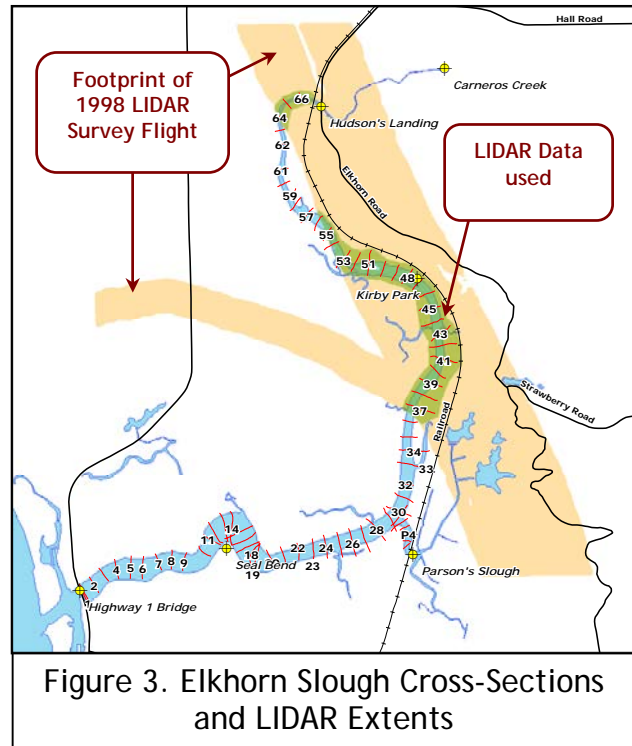 Hall Road
Footprint of
1998 LIDAR
Survey Flight
Carneros Creek
66
Hudson's Landing
64
62
LIDAR Data
used
61
Elkhorn Road
59
57
55
53
51
48
Kirby Park
45
43
41
39
Strawberry Road
37
Railroad
34
33
32
30
P4
28
26
24
23
22
14
11
18
19
Seal Bend
9
8
7
6
5
4
2
Parson's Slough
Highway 1 Bridge
Figure 3. Elkhorn Slough Cross-Sections
and LIDAR Extents